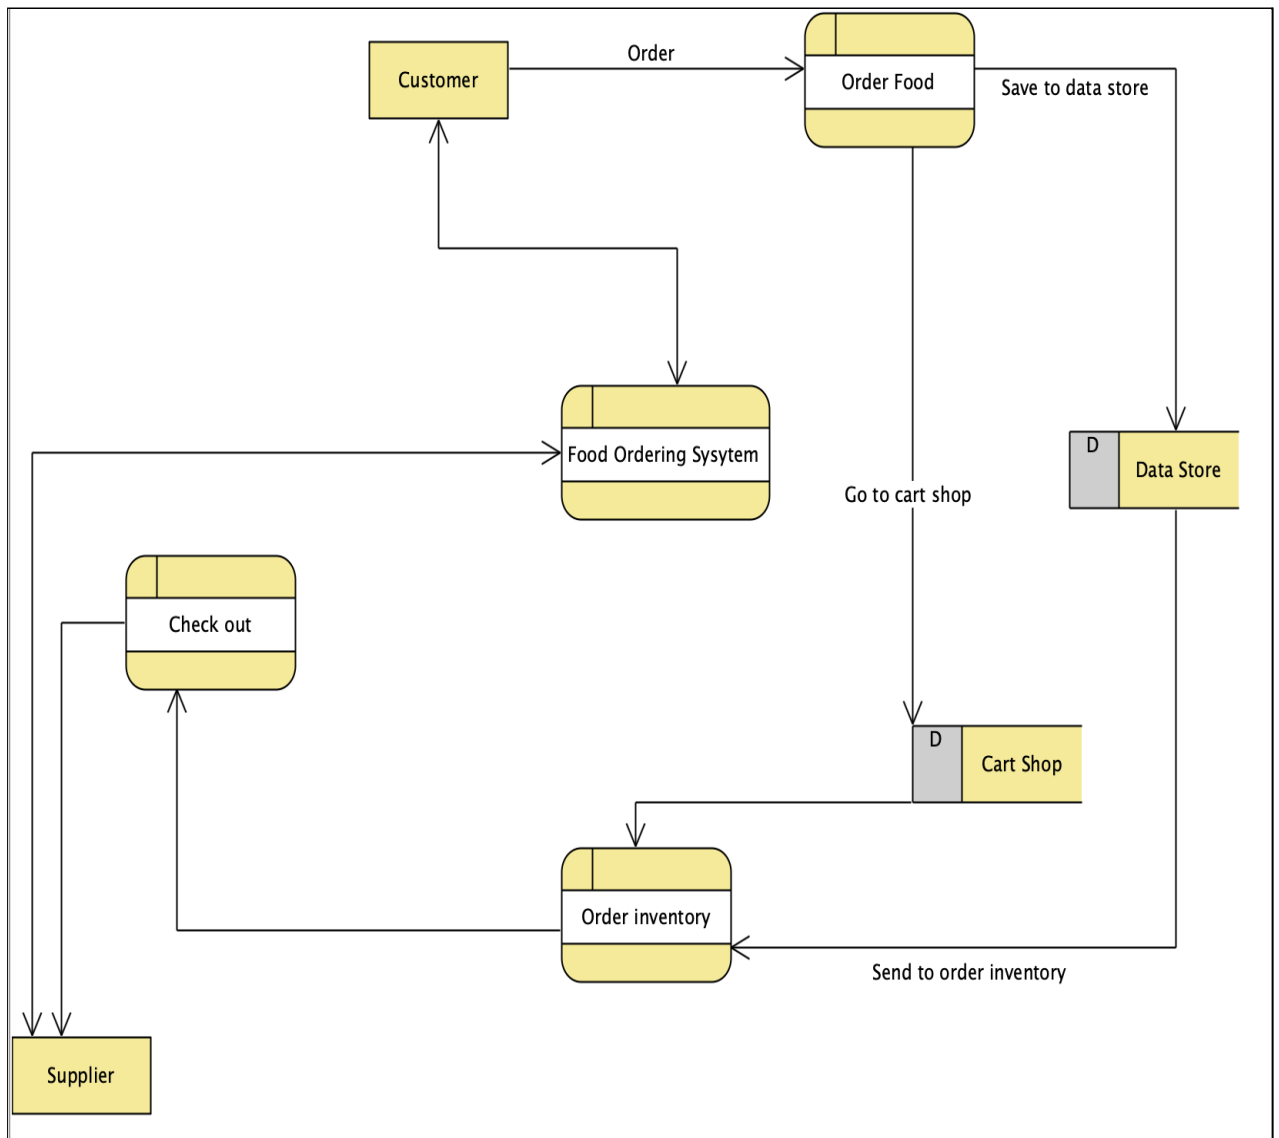 Order
Customer
Order Food
Save to data store
D
Data Store
Food Ordering Sysytem
Go to cart shop
Check out
D
Cart Shop
Order inventory
Send to order inventory
Supplier